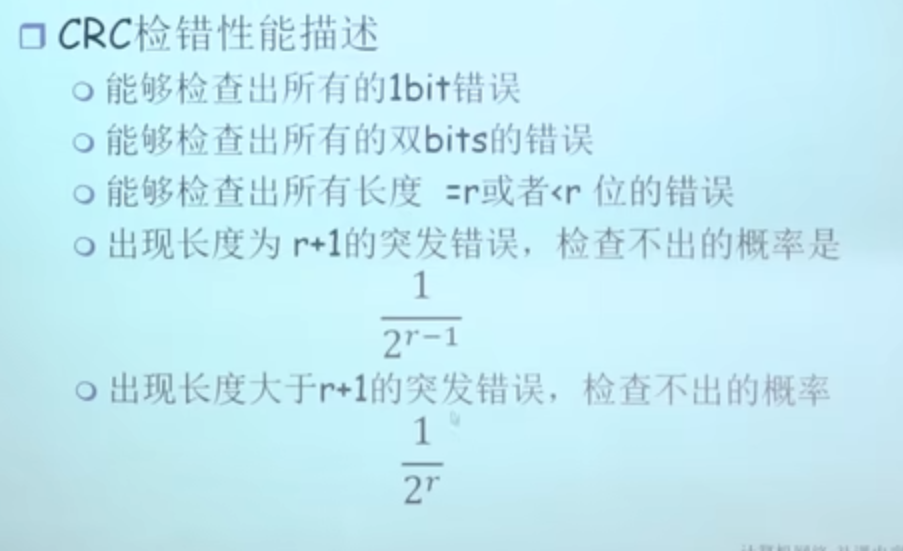 CRC检错性能描述
能够检查出所有的1bit错误
能够检查出所有的双bits的错误
能够检查出所有长度 =r或者<r 位的错误
出现长度为 r+1的突发错误，检查不出的概率是
1
2^{r-1}
出现长度大于r+1的突发错误，检查不出的概率
1
2^r